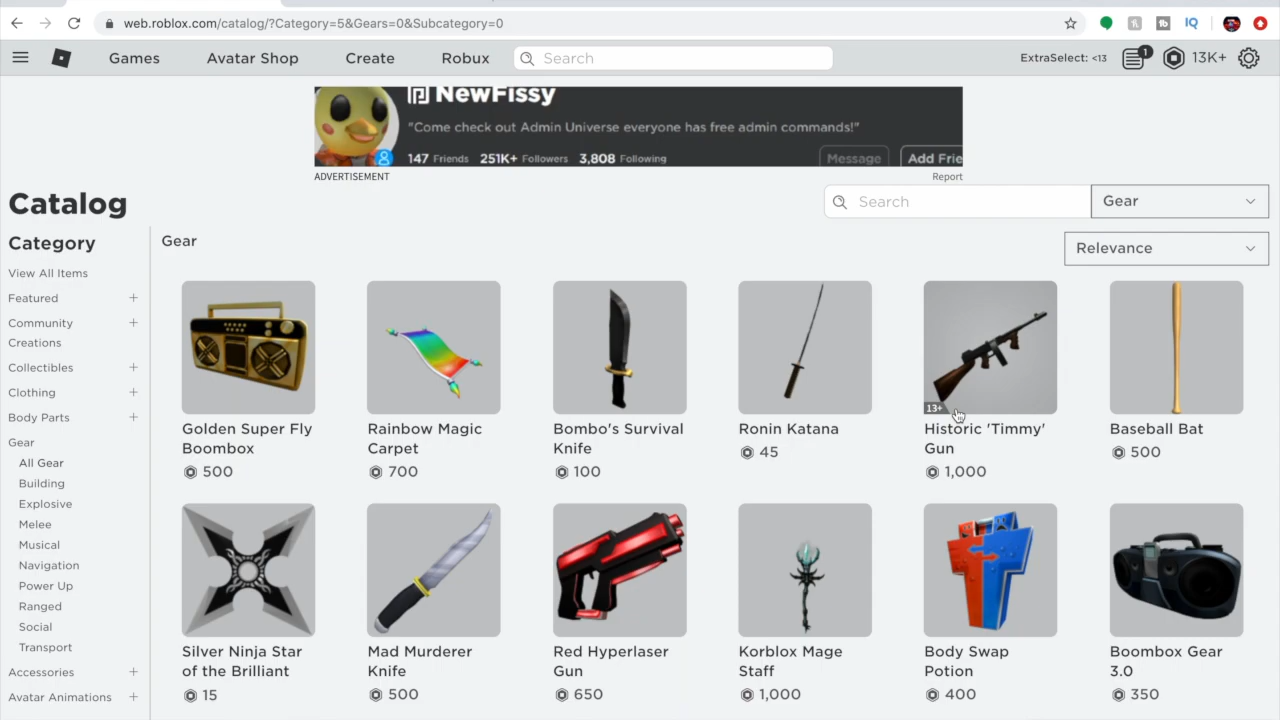 web.roblox.com/catalog/?Category=5&Gears=0&Subcategory=0
Games
Avatar Shop
Create
Robux
Search
ExtraSelect: <13
1
13K+
NewFissy
"Come check out Admin Universe everyone has free admin commands!"
147 Friends 251K+ Followers 3,808 Following
Message
Add Frie
ADVERTISEMENT
Report
Catalog
Search
Gear
Category
Gear
Relevance
View All Items
Featured +
Community +
Creations
Collectibles +
Clothing +
Body Parts +
Gear
All Gear
Building
Explosive
Melee
Musical
Navigation
Power Up
Ranged
Social
Transport
Accessories +
Avatar Animations +
Golden Super Fly
Boombox
500
Rainbow Magic
Carpet
700
Bombo's Survival
Knife
100
Ronin Katana
45
13+
Historic 'Timmy'
Gun
1,000
Baseball Bat
500
Silver Ninja Star
of the Brilliant
15
Mad Murderer
Knife
500
Red Hyperlaser
Gun
650
Korblox Mage
Staff
1,000
Body Swap
Potion
400
Boombox Gear
3.0
350